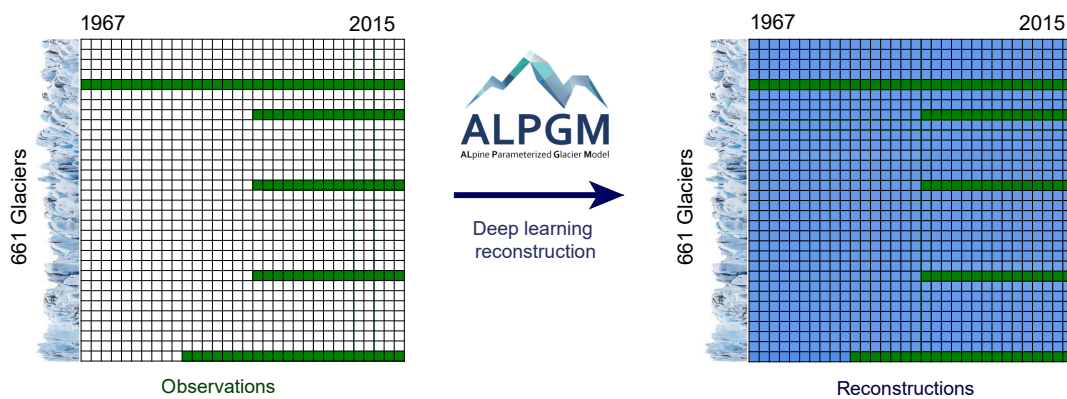 1967 2015
661 Glaciers
Observations
ALPGM
ALpine Parameterized Glacier Model
Deep learning
reconstruction
1967 2015
661 Glaciers
Reconstructions